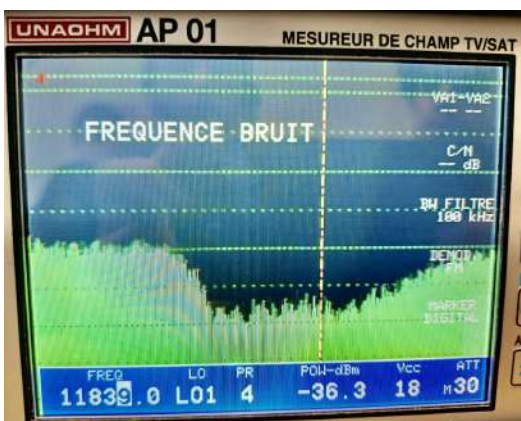 UNAOHM AP 01 MESUREUR DE CHAMP TV/SAT
VA1-VA2
-- --
FREQUENCE BRUIT
C/N
-- dB
BW FILTRE
100 kHz
DEMOD
FM
MARKER
DIGITAL
FREQ LO PR POW-dBm Vcc ATT
11839.0 LO1 4 -36.3 18 M30